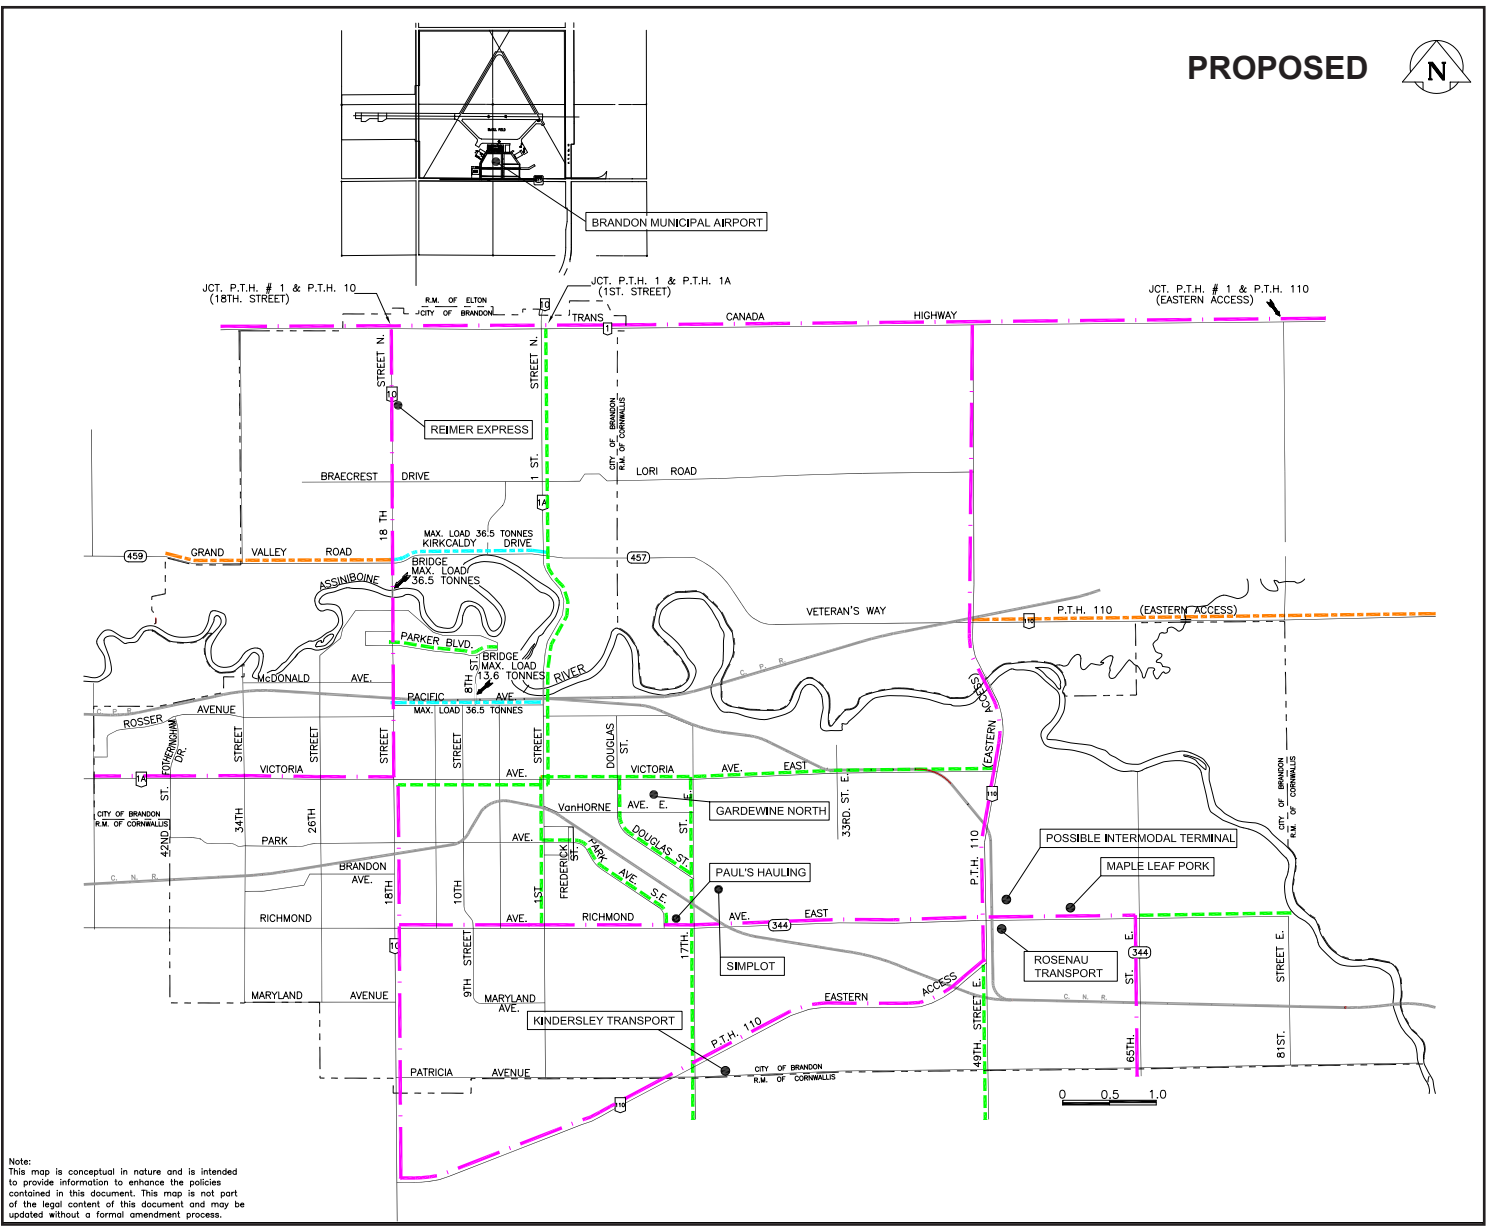 PROPOSED
N
BRANDON MUNICIPAL AIRPORT
JCT. P.T.H. # 1 & P.T.H. 10
(18TH. STREET)
R.M. OF ELTON
CITY OF BRANDON
10
JCT. P.T.H. 1 & P.T.H. 1A
(1ST. STREET)
JCT. P.T.H. # 1 & P.T.H. 110
(EASTERN ACCESS)
TRANS
1
CANADA
HIGHWAY
STREET N.
STREET N.
10
REIMER EXPRESS
CITY OF BRANDON
R.M. OF CORNWALLIS
1 ST.
BRAECREST DRIVE
LORI ROAD
1A
18 TH
MAX. LOAD 36.5 TONNES
KIRKCALDY DRIVE
459
GRAND VALLEY ROAD
457
BRIDGE
MAX. LOAD
36.5 TONNES
ASSINIBOINE
VETERAN'S WAY
P.T.H. 110 (EASTERN ACCESS)
110
PARKER BLVD.
BRIDGE
MAX. LOAD
13.6 TONNES
8TH ST.
RIVER
C. P. R.
McDONALD AVE.
PACIFIC AVE.
MAX. LOAD 36.5 TONNES
C. P. R.
ROSSER AVENUE
FOTHERINGHAM
DR.
STREET
STREET
STREET
STREET
STREET
DOUGLAS
ST.
(EASTERN ACCESS)
1A
VICTORIA
AVE.
VICTORIA AVE. EAST
CITY OF BRANDON
R.M. OF CORNWALLIS
42ND ST.
34TH
26TH
VanHORNE AVE. E.
GARDEWINE NORTH
ST. E.
33RD. ST. E.
110
P.T.H. 110
CITY OF BRANDON
R.M. OF CORNWALLIS
POSSIBLE INTERMODAL TERMINAL
MAPLE LEAF PORK
PARK
AVE.
DOUGLAS ST.
PARK AVE. S.E.
FREDERICK
ST.
BRANDON
AVE.
C. N. R.
PAUL'S HAULING
18TH
10TH
1ST
RICHMOND
AVE.
RICHMOND
AVE.
EAST
344
17TH.
SIMPLOT
ROSENAU
TRANSPORT
344
65TH. ST. E.
81ST. STREET E.
10
9TH STREET
MARYLAND AVENUE
MARYLAND
AVE.
EASTERN ACCESS
49TH. STREET E.
C. N. R.
KINDERSLEY TRANSPORT
P.T.H. 110
PATRICIA AVENUE
CITY OF BRANDON
R.M. OF CORNWALLIS
110
0 0.5 1.0
Note:
This map is conceptual in nature and is intended
to provide information to enhance the policies
contained in this document. This map is not part
of the legal content of this document and may be
updated without a formal amendment process.